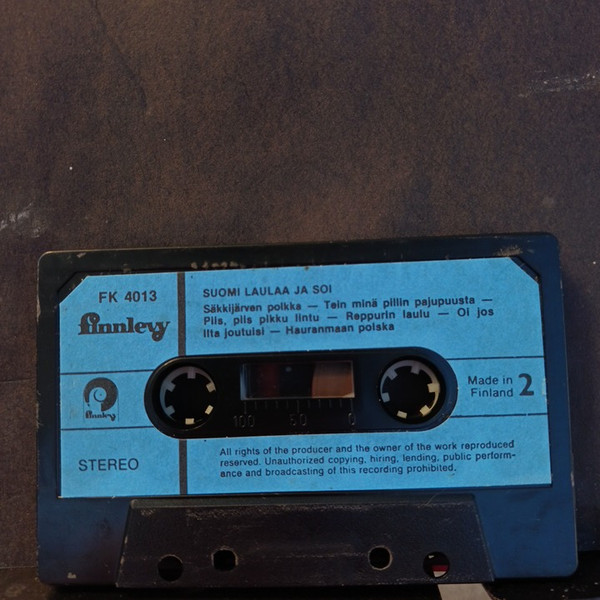 FK 4013
finnlevy
SUOMI LAULAA JA SOI
Säkkijärven polkka — Tein minä pillin pajupuusta —
Piis, piis pikku lintu — Reppurin laulu — Oi jos
ilta joutuisi — Hauranmaan polska
finnlevy
100 50 0
Made in
Finland 2
STEREO
All rights of the producer and the owner of the work reproduced
reserved. Unauthorized copying, hiring, lending, public perform-
ance and broadcasting of this recording prohibited.